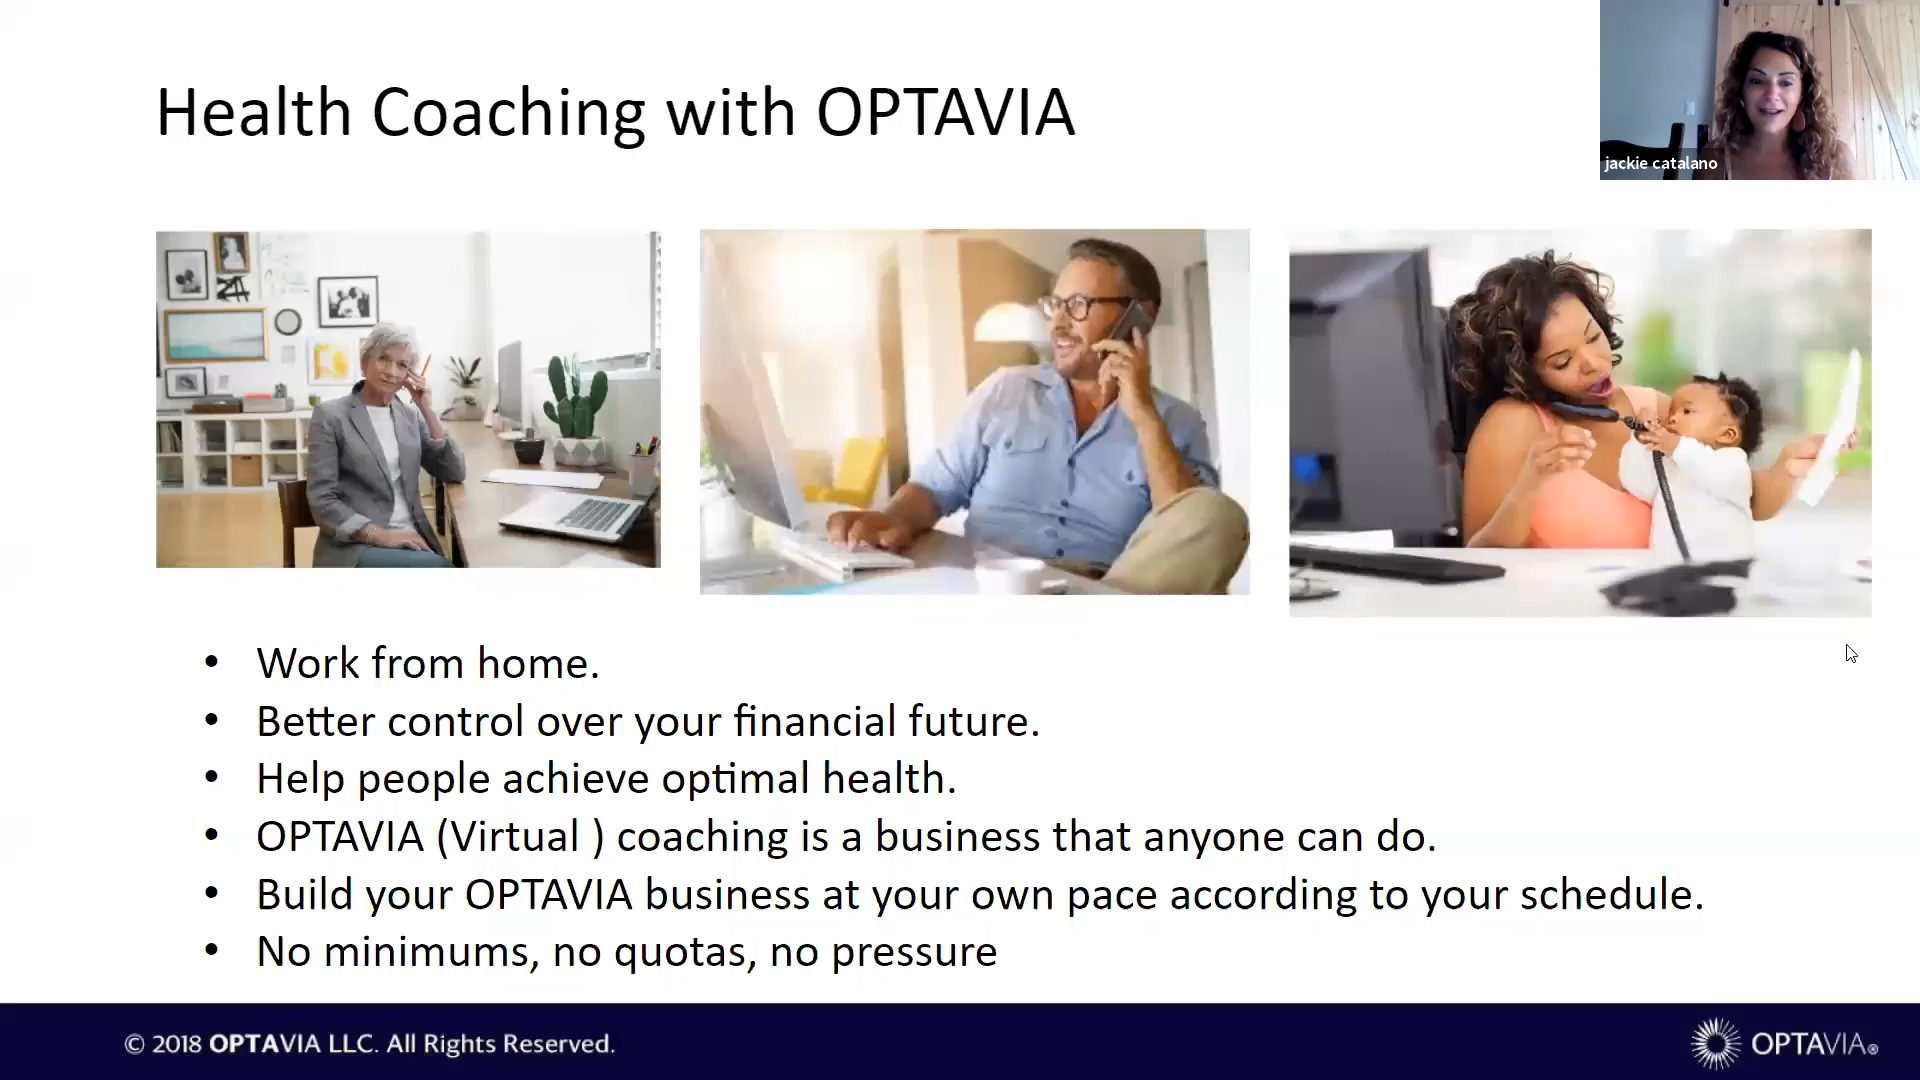 Health Coaching with OPTAVIA
jackie catalano
• Work from home.
• Better control over your financial future.
• Help people achieve optimal health.
• OPTAVIA (Virtual ) coaching is a business that anyone can do.
• Build your OPTAVIA business at your own pace according to your schedule.
• No minimums, no quotas, no pressure
© 2018 OPTAVIA LLC. All Rights Reserved.
OPTAVIA®